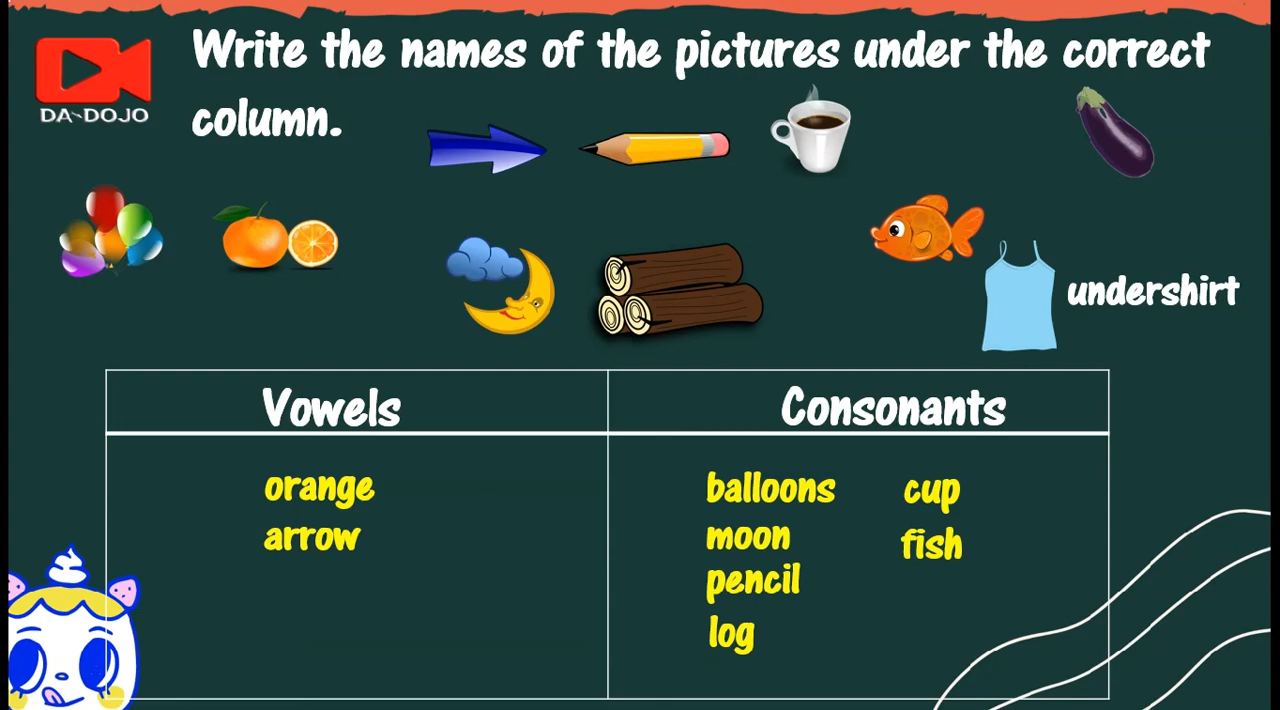 Write the names of the pictures under the correct
column.
DA-DOJO
undershirt
Vowels Consonants
orange balloons cup
arrow moon fish
pencil
log